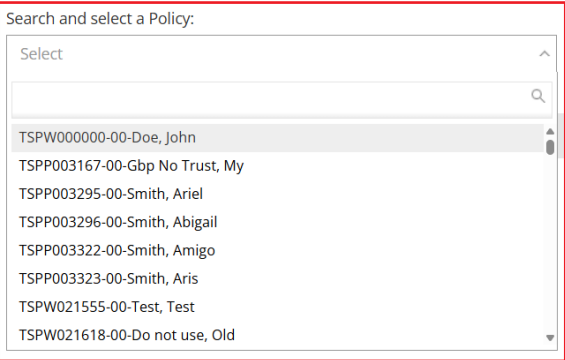 Search and select a Policy:
Select
TSPW000000-00-Doe, John
TSPP003167-00-Gbp No Trust, My
TSPP003295-00-Smith, Ariel
TSPP003296-00-Smith, Abigail
TSPP003322-00-Smith, Amigo
TSPP003323-00-Smith, Aris
TSPW021555-00-Test, Test
TSPW021618-00-Do not use, Old